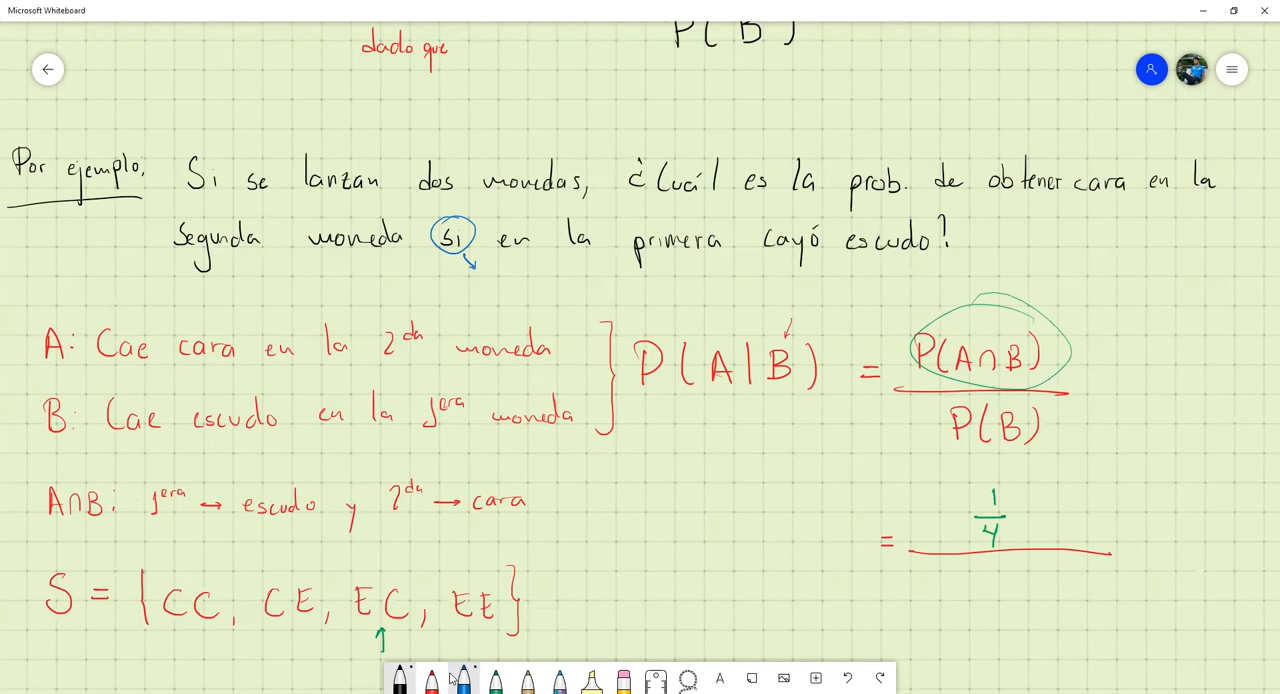 Microsoft Whiteboard
dado que
P(B)
Por ejemplo: Si se lanzan dos monedas, ¿Cuál es la prob. de obtener cara en la
segunda moneda si en la primera cayó escudo?
A: Cae cara en la 2da moneda
B: Cae escudo en la 1era moneda
P(A|B) = P(A∩B)
P(B)
A∩B: 1era → escudo y 2da → cara
= 1
4
S = {CC, CE, EC, EE}
A